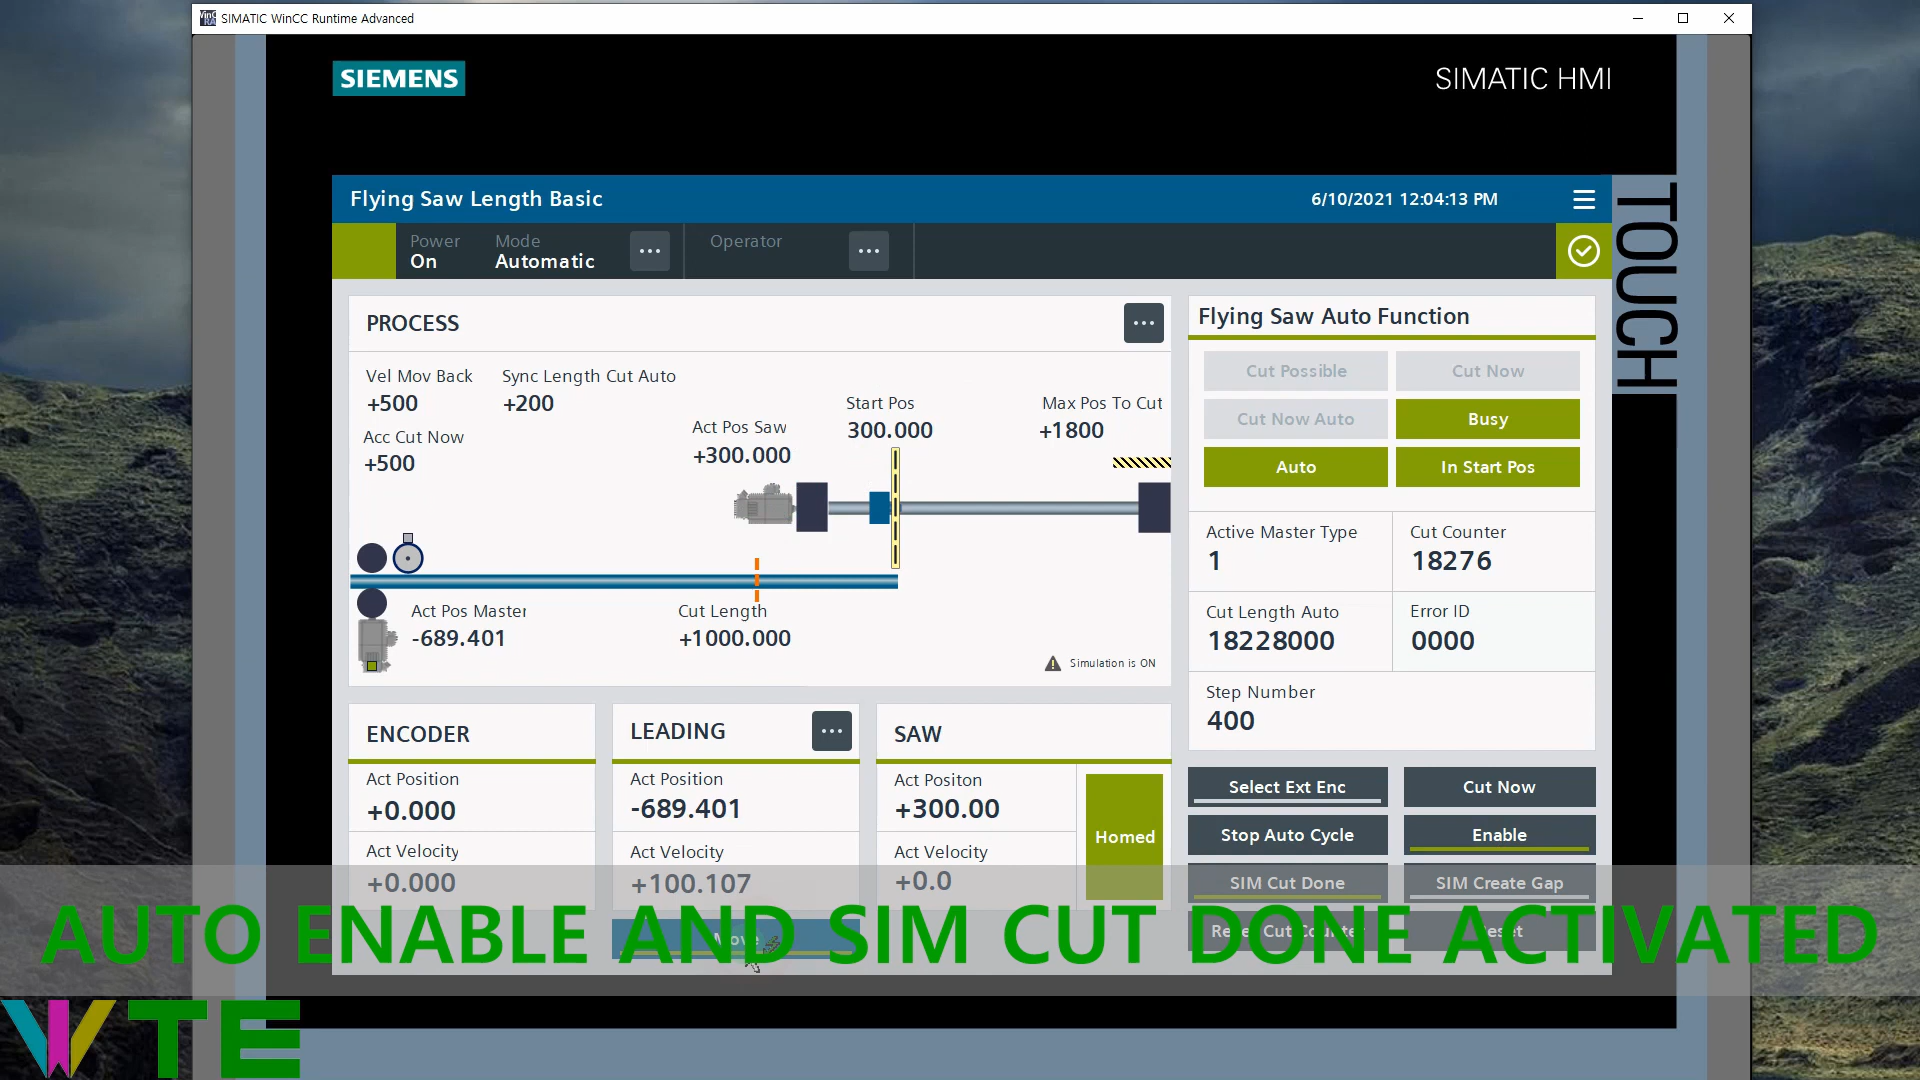 SIMATIC WinCC Runtime Advanced
SIEMENS
SIMATIC HMI
TOUCH
Flying Saw Length Basic
6/10/2021 12:04:13 PM
Power
On
Mode
Automatic
Operator
PROCESS
Vel Mov Back
+500
Sync Length Cut Auto
+200
Acc Cut Now
+500
Act Pos Saw
+300.000
Start Pos
300.000
Max Pos To Cut
+1800
Act Pos Master
-689.401
Cut Length
+1000.000
Simulation is ON
Flying Saw Auto Function
Cut Possible
Cut Now
Cut Now Auto
Busy
Auto
In Start Pos
Active Master Type
1
Cut Counter
18276
Cut Length Auto
18228000
Error ID
0000
Step Number
400
ENCODER
Act Position
+0.000
Act Velocity
+0.000
LEADING
Act Position
-689.401
Act Velocity
+100.107
Move
SAW
Act Positon
+300.00
Act Velocity
+0.0
Homed
Select Ext Enc
Cut Now
Stop Auto Cycle
Enable
SIM Cut Done
SIM Create Gap
Reset Cut Counter
Reset
AUTO ENABLE AND SIM CUT DONE ACTIVATED
VTE